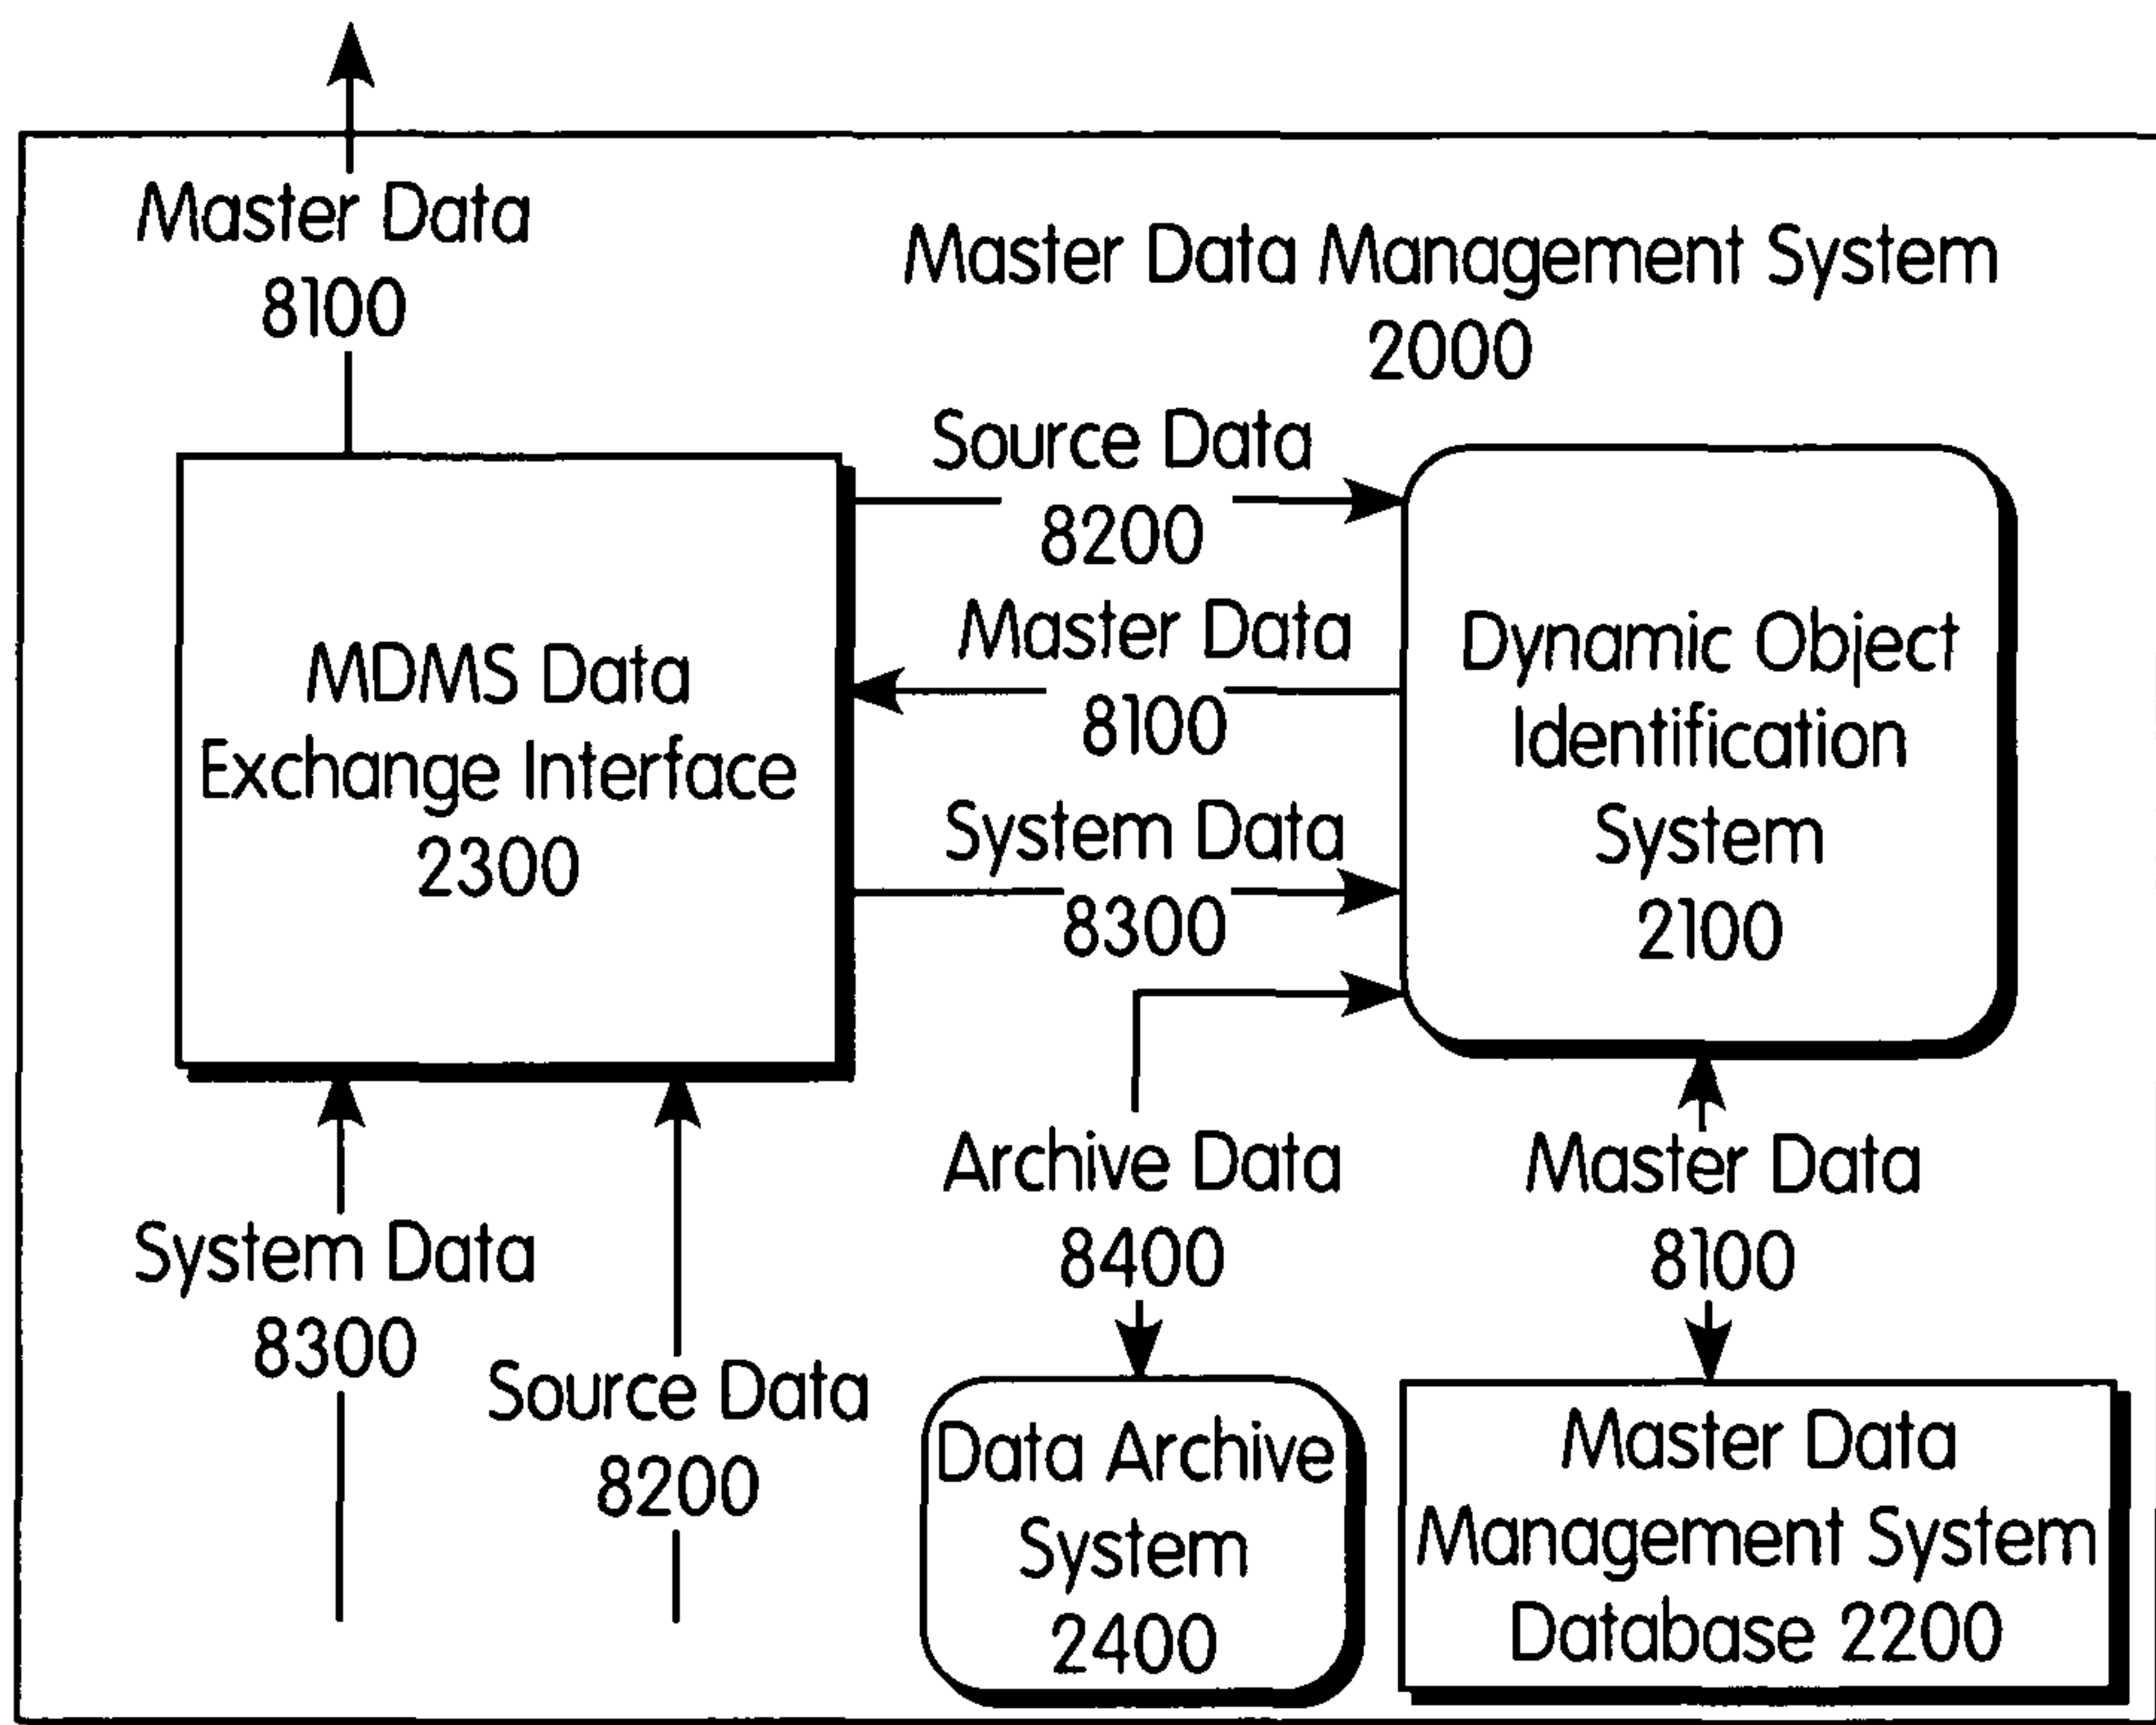 Master Data
8100
Master Data Management System
2000
Source Data
8200
Master Data
8100
System Data
8300
MDMS Data
Exchange Interface
2300
Dynamic Object
Identification
System
2100
System Data
8300
Source Data
8200
Archive Data
8400
Master Data
8100
Data Archive
System
2400
Master Data
Management System
Database 2200